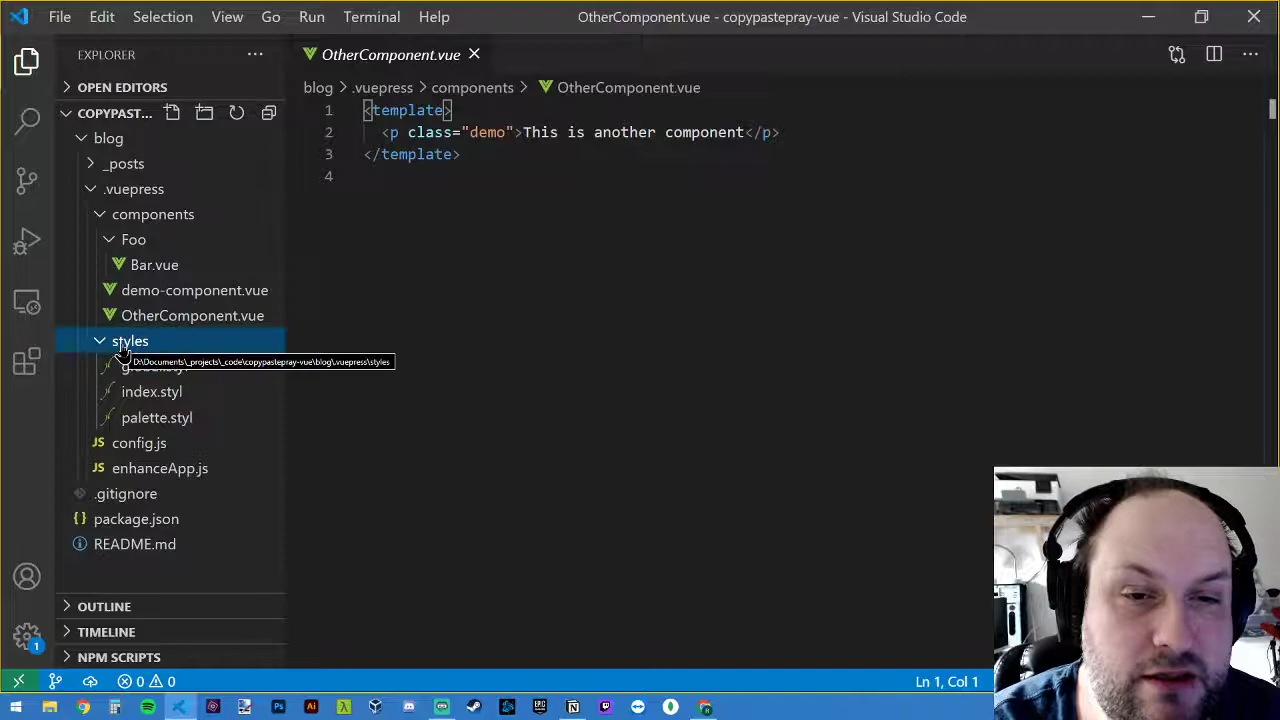 File Edit Selection View Go Run Terminal Help
OtherComponent.vue - copypastepray-vue - Visual Studio Code
EXPLORER
OPEN EDITORS
COPYPAST...
blog
_posts
.vuepress
components
Foo
Bar.vue
demo-component.vue
OtherComponent.vue
styles
D:\Documents\_projects\_code\copypastepray-vue\blog\.vuepress\styles
index.styl
palette.styl
config.js
enhanceApp.js
.gitignore
package.json
README.md
OUTLINE
TIMELINE
NPM SCRIPTS
OtherComponent.vue
blog > .vuepress > components > OtherComponent.vue
1 <template>
2 <p class="demo">This is another component</p>
3 </template>
4
1
0 0
Ln 1, Col 1